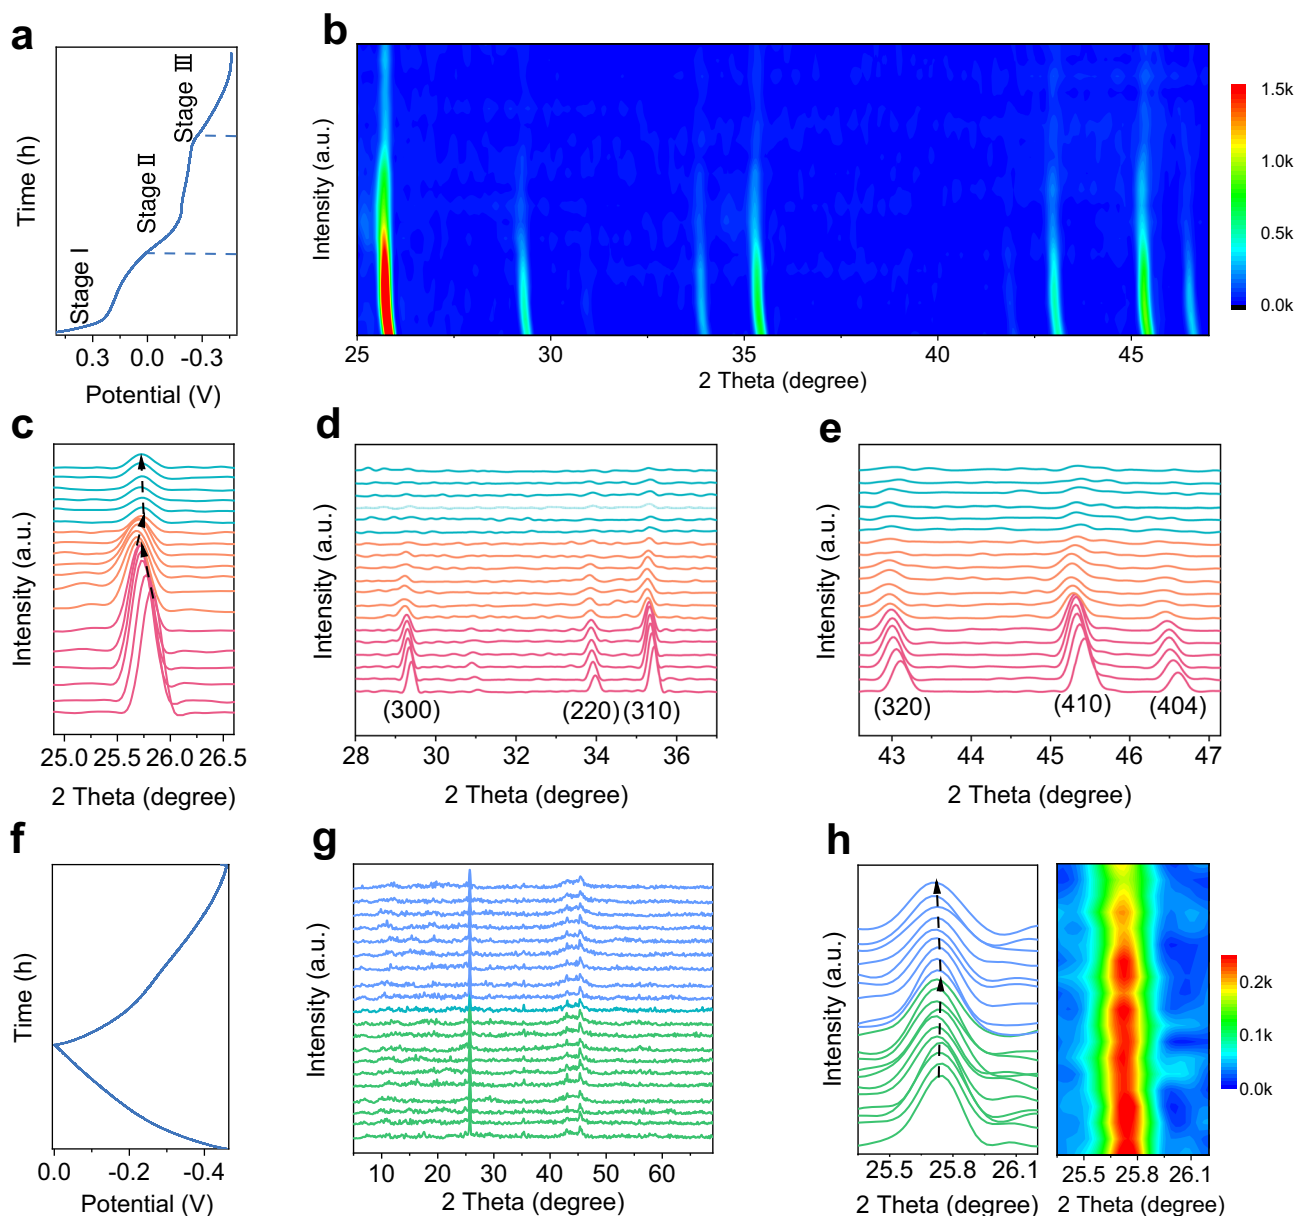 a
Time (h)
Stage I
Stage Ⅱ
Stage Ⅲ
0.3 0.0 -0.3
Potential (V)
b
Intensity (a.u.)
25 30 35 40 45
2 Theta (degree)
1.5k
1.0k
0.5k
0.0k
c
Intensity (a.u.)
25.0 25.5 26.0 26.5
2 Theta (degree)
d
Intensity (a.u.)
(300) (220) (310)
28 30 32 34 36
2 Theta (degree)
e
Intensity (a.u.)
(320) (410) (404)
43 44 45 46 47
2 Theta (degree)
f
Time (h)
0.0 -0.2 -0.4
Potential (V)
g
Intensity (a.u.)
10 20 30 40 50 60
2 Theta (degree)
h
Intensity (a.u.)
25.5 25.8 26.1
2 Theta (degree)
25.5 25.8 26.1
2 Theta (degree)
0.2k
0.1k
0.0k